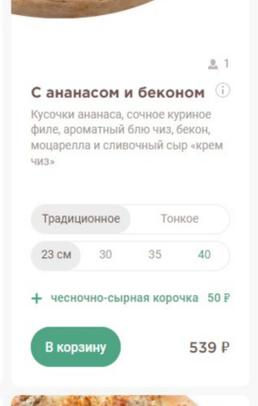 1
С ананасом и беконом
Кусочки ананаса, сочное куриное
филе, ароматный блю чиз, бекон,
моцарелла и сливочный сыр «крем
чиз»
Традиционное Тонкое
23 см 30 35 40
+ чесночно-сырная корочка 50 ₽
В корзину 539 ₽